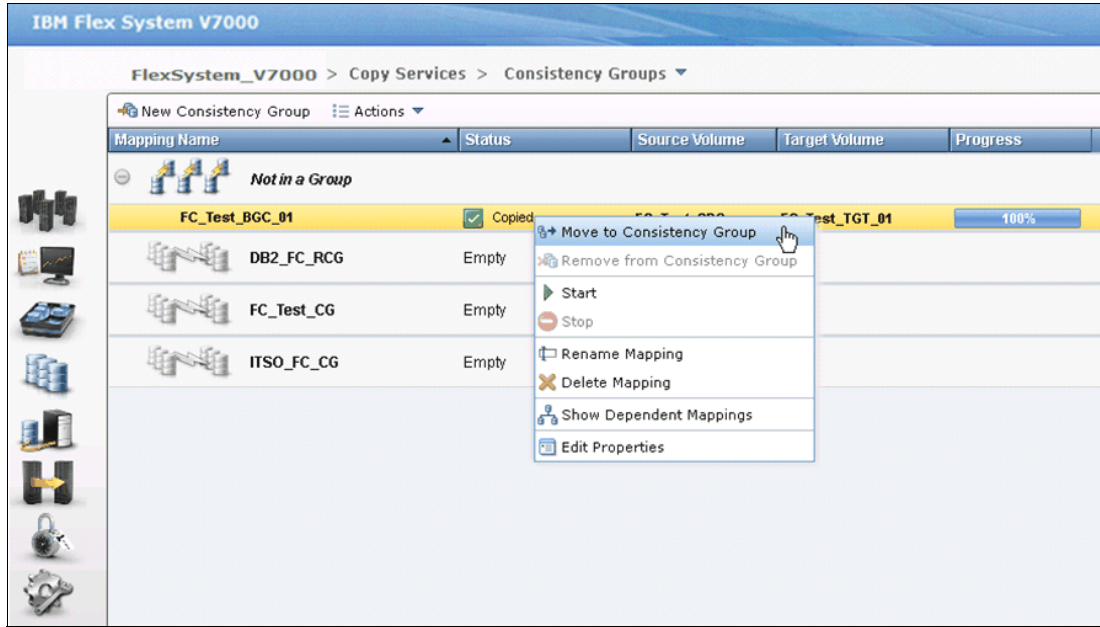 IBM Flex System V7000
FlexSystem_V7000 > Copy Services > Consistency Groups
New Consistency Group Actions
Mapping Name Status Source Volume Target Volume Progress
Not in a Group
FC_Test_BGC_01 Copied FC_Test_TGT_01 100%
Move to Consistency Group
DB2_FC_RCG Empty
Remove from Consistency Group
Start
FC_Test_CG Empty
Stop
Rename Mapping
ITSO_FC_CG Empty
Delete Mapping
Show Dependent Mappings
Edit Properties